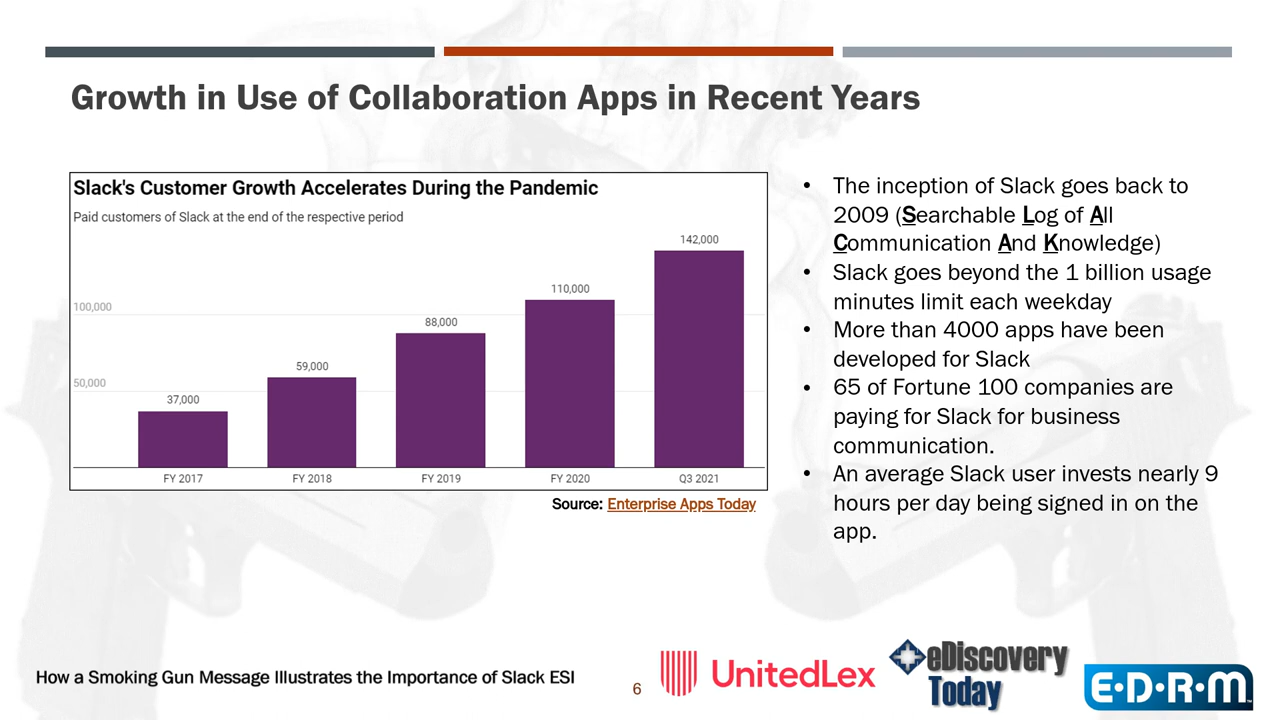 Growth in Use of Collaboration Apps in Recent Years
Slack's Customer Growth Accelerates During the Pandemic
Paid customers of Slack at the end of the respective period
142,000
110,000
100,000
88,000
59,000
50,000
37,000
FY 2017
FY 2018
FY 2019
FY 2020
Q3 2021
Source: Enterprise Apps Today
• The inception of Slack goes back to
2009 (Searchable Log of All
Communication And Knowledge)
• Slack goes beyond the 1 billion usage
minutes limit each weekday
• More than 4000 apps have been
developed for Slack
• 65 of Fortune 100 companies are
paying for Slack for business
communication.
• An average Slack user invests nearly 9
hours per day being signed in on the
app.
How a Smoking Gun Message Illustrates the Importance of Slack ESI
6
UnitedLex
eDiscovery
Today
E·D·R·M™